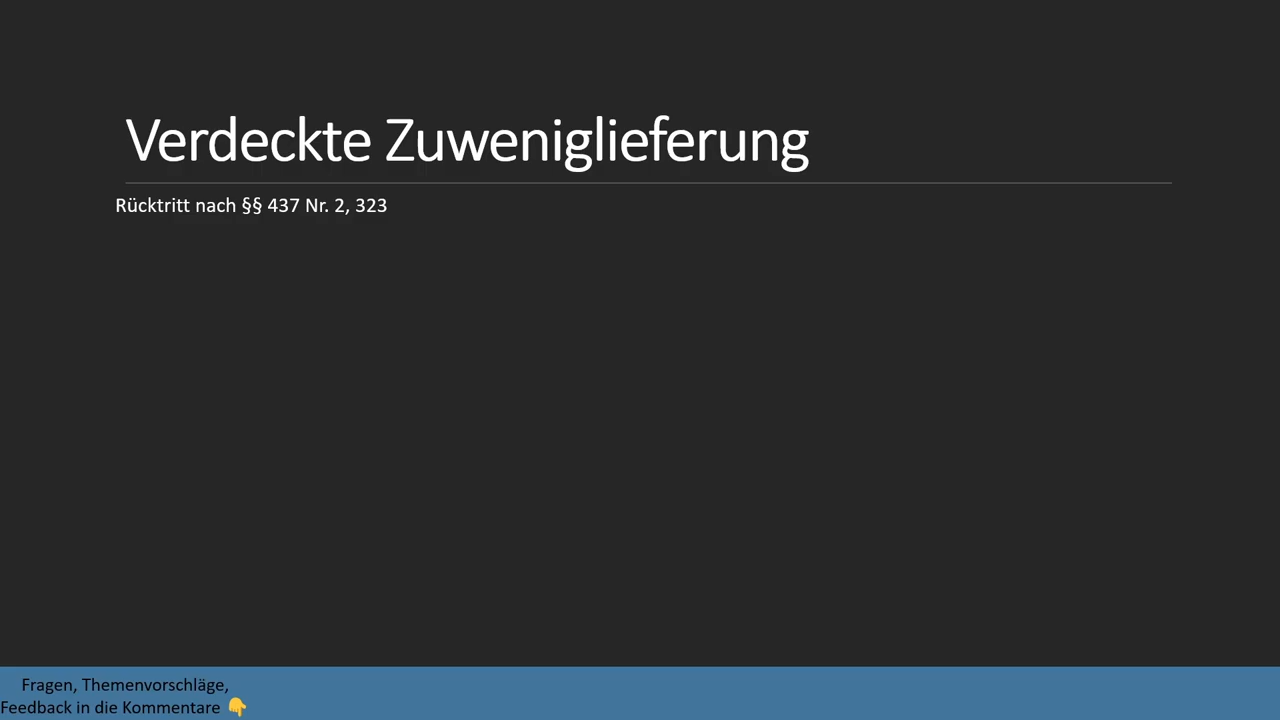 Verdeckte Zuweniglieferung
Rücktritt nach §§ 437 Nr. 2, 323
Fragen, Themenvorschläge,
Feedback in die Kommentare 👇